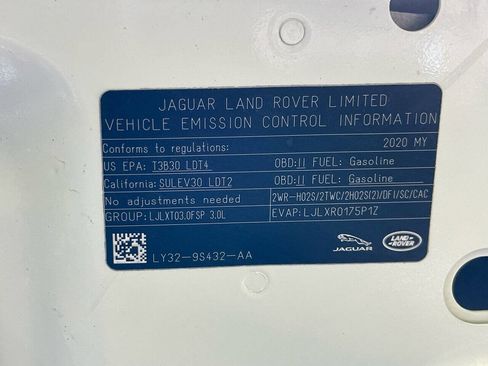 JAGUAR LAND ROVER LIMITED
VEHICLE EMISSION CONTROL INFORMATION
Conforms to regulations: 2020 MY
US EPA: T3B30 LDT4 OBD:II FUEL: Gasoline
California: SULEV30 LDT2 OBD:II FUEL: Gasoline
No adjustments needed 2WR-HO2S/2TWC/2HO2S(2)/DFI/SC/CAC
GROUP: LJLXT03.0FSP 3.0L EVAP: LJLXR0175P1Z
LY32-9S432-AA
JAGUAR
LAND-ROVER